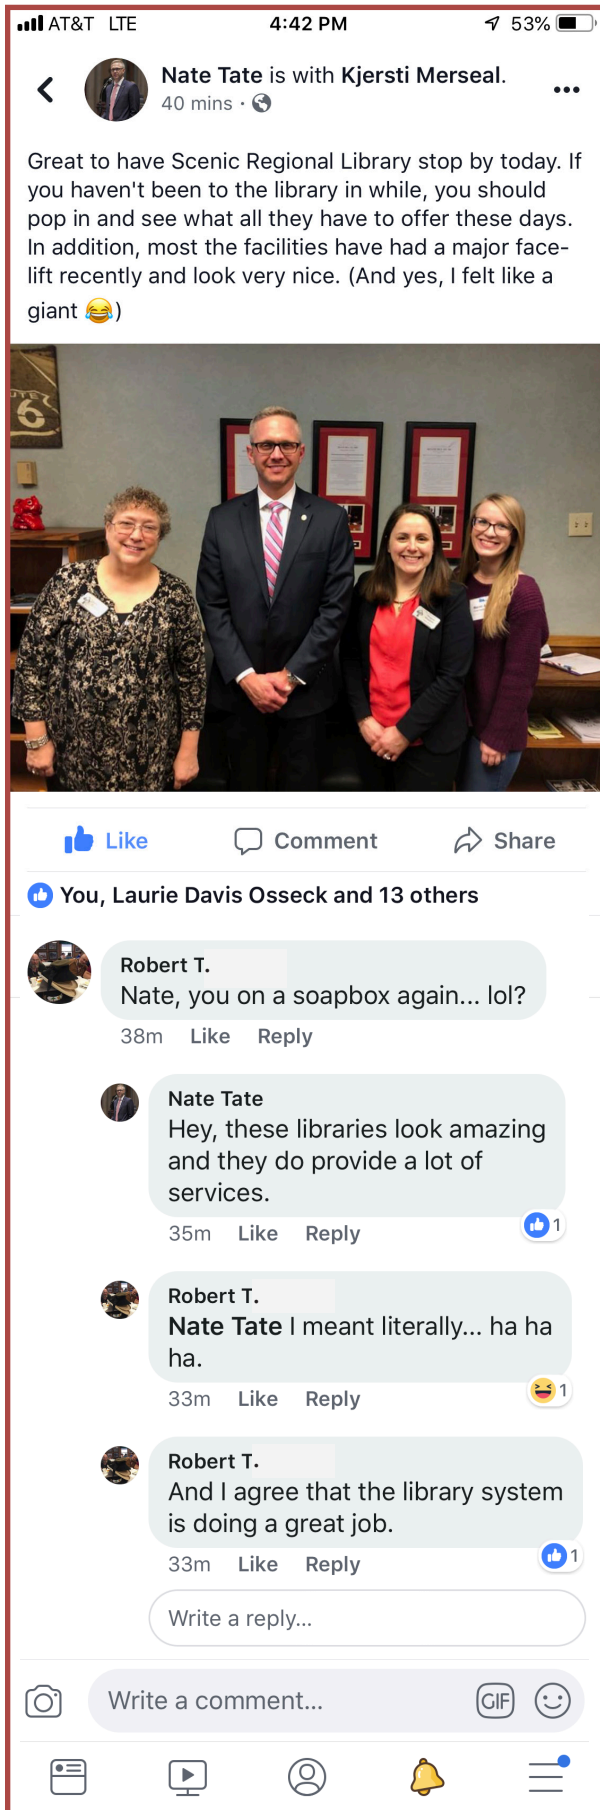 AT&T LTE 4:42 PM 53%
Nate Tate is with Kjersti Merseal.
40 mins ·
Great to have Scenic Regional Library stop by today. If
you haven't been to the library in while, you should
pop in and see what all they have to offer these days.
In addition, most the facilities have had a major face-
lift recently and look very nice. (And yes, I felt like a
giant 😂)
6
Like Comment Share
You, Laurie Davis Osseck and 13 others
Robert T.
Nate, you on a soapbox again... lol?
38m Like Reply
Nate Tate
Hey, these libraries look amazing
and they do provide a lot of
services.
35m Like Reply 1
Robert T.
Nate Tate I meant literally... ha ha
ha.
33m Like Reply 😆 1
Robert T.
And I agree that the library system
is doing a great job.
33m Like Reply 1
Write a reply...
Write a comment... GIF